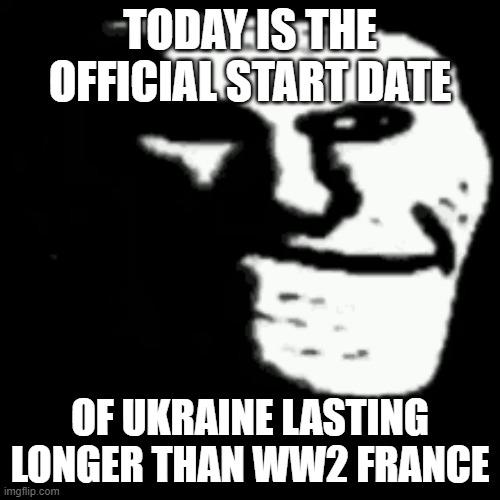 TODAY IS THE
OFFICIAL START DATE
OF UKRAINE LASTING
LONGER THAN WW2 FRANCE
imgflip.com